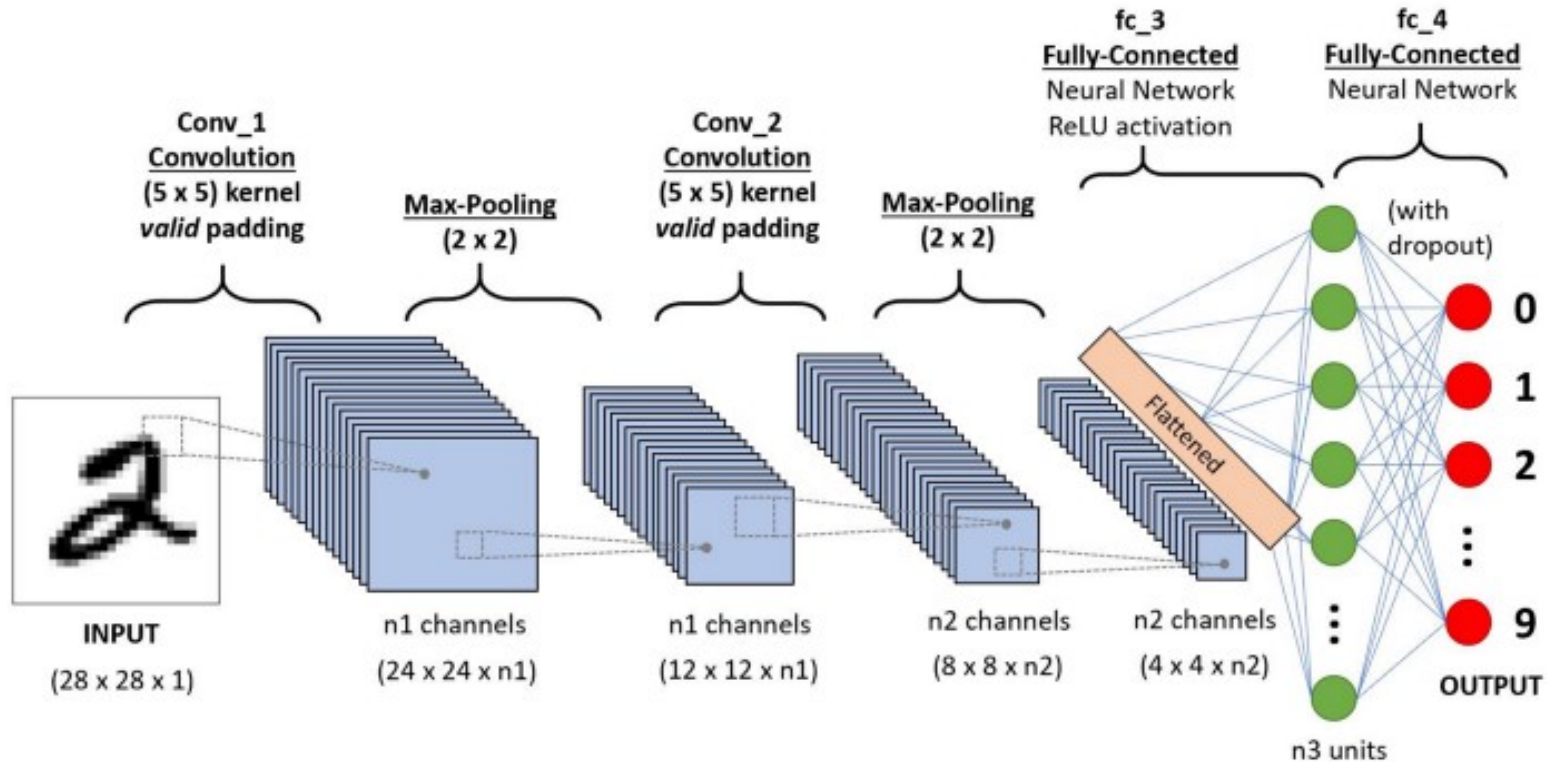 Conv_1
Convolution
(5 x 5) kernel
valid padding
Max-Pooling
(2 x 2)
Conv_2
Convolution
(5 x 5) kernel
valid padding
Max-Pooling
(2 x 2)
fc_3
Fully-Connected
Neural Network
ReLU activation
fc_4
Fully-Connected
Neural Network
(with
dropout)
Flattened
0
1
2
⋮
9
⋮
2
INPUT
(28 x 28 x 1)
n1 channels
(24 x 24 x n1)
n1 channels
(12 x 12 x n1)
n2 channels
(8 x 8 x n2)
n2 channels
(4 x 4 x n2)
n3 units
OUTPUT